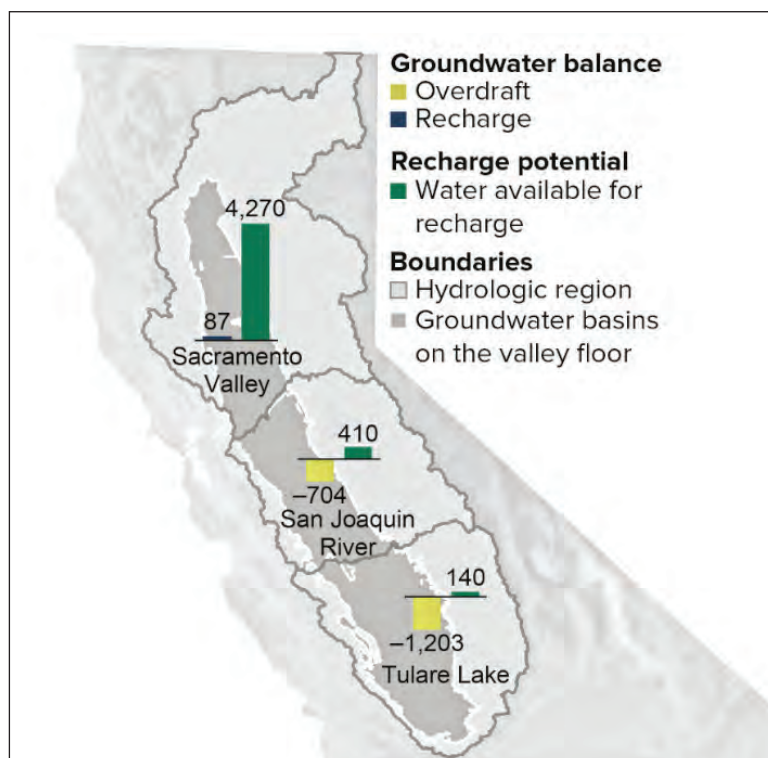 Groundwater balance
Overdraft
Recharge
Recharge potential
Water available for
recharge
Boundaries
Hydrologic region
Groundwater basins
on the valley floor
4,270
87
Sacramento
Valley
410
–704
San Joaquin
River
140
–1,203
Tulare Lake